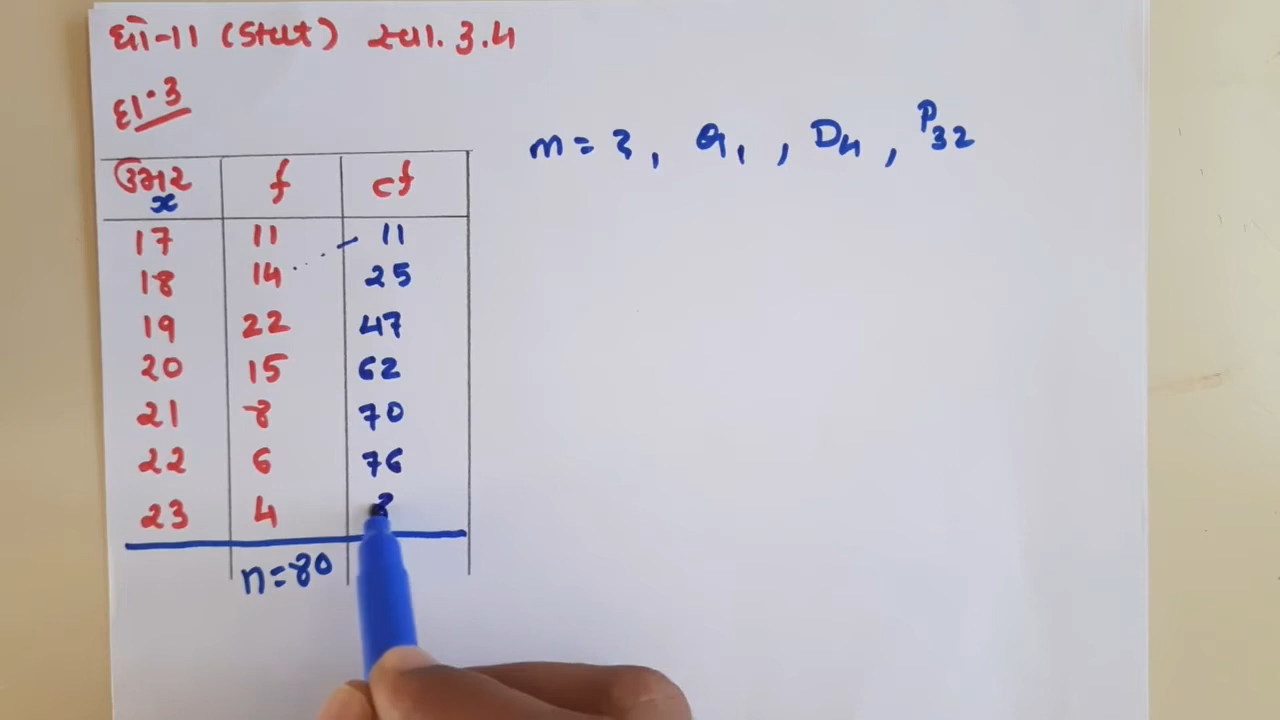 ધો-11 (Stat) સ્વા. 3.4
દા.3
m = ?, Q1, D4, P32
ઉંમર x f cf
17 11 11
18 14 25
19 22 47
20 15 62
21 8 70
22 6 76
23 4
n=80